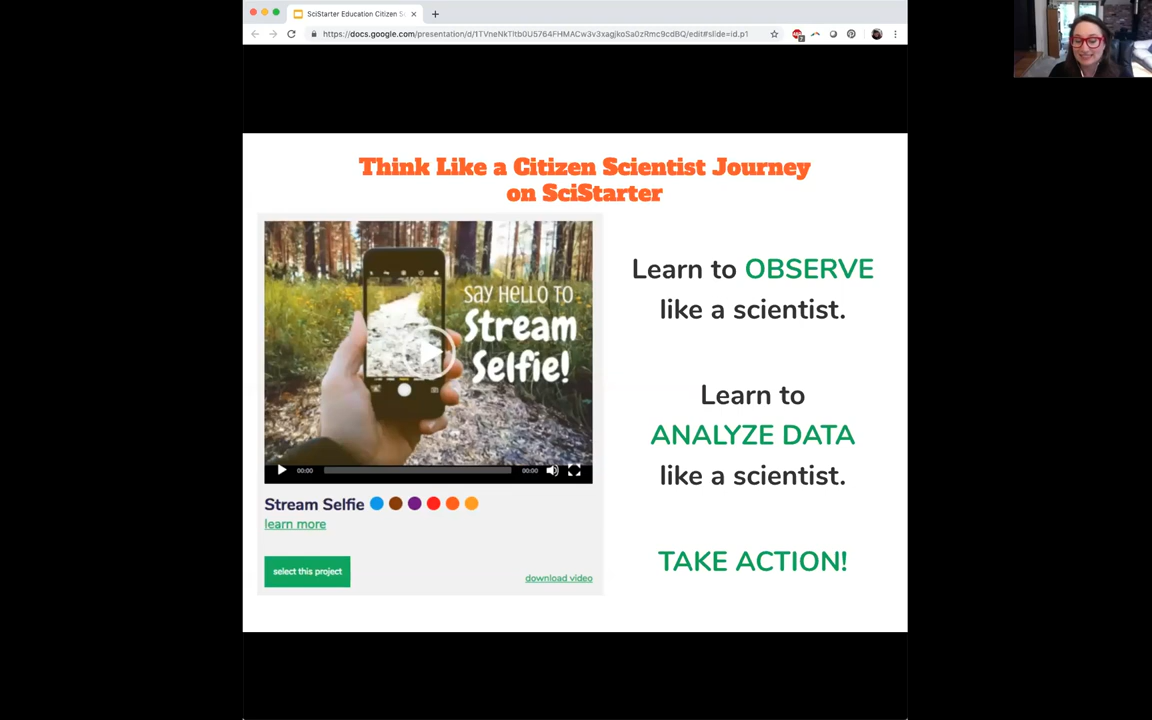 SciStarter Education Citizen Sc
https://docs.google.com/presentation/d/1TVneNkTltb0U5764FHMACw3v3xagjkoSa0zRmc9cdBQ/edit#slide=id.p1
Think Like a Citizen Scientist Journey
on SciStarter
SAY HELLO TO
Stream
Selfie!
00:00
00:00
Stream Selfie
learn more
select this project
download video
Learn to OBSERVE
like a scientist.
Learn to
ANALYZE DATA
like a scientist.
TAKE ACTION!